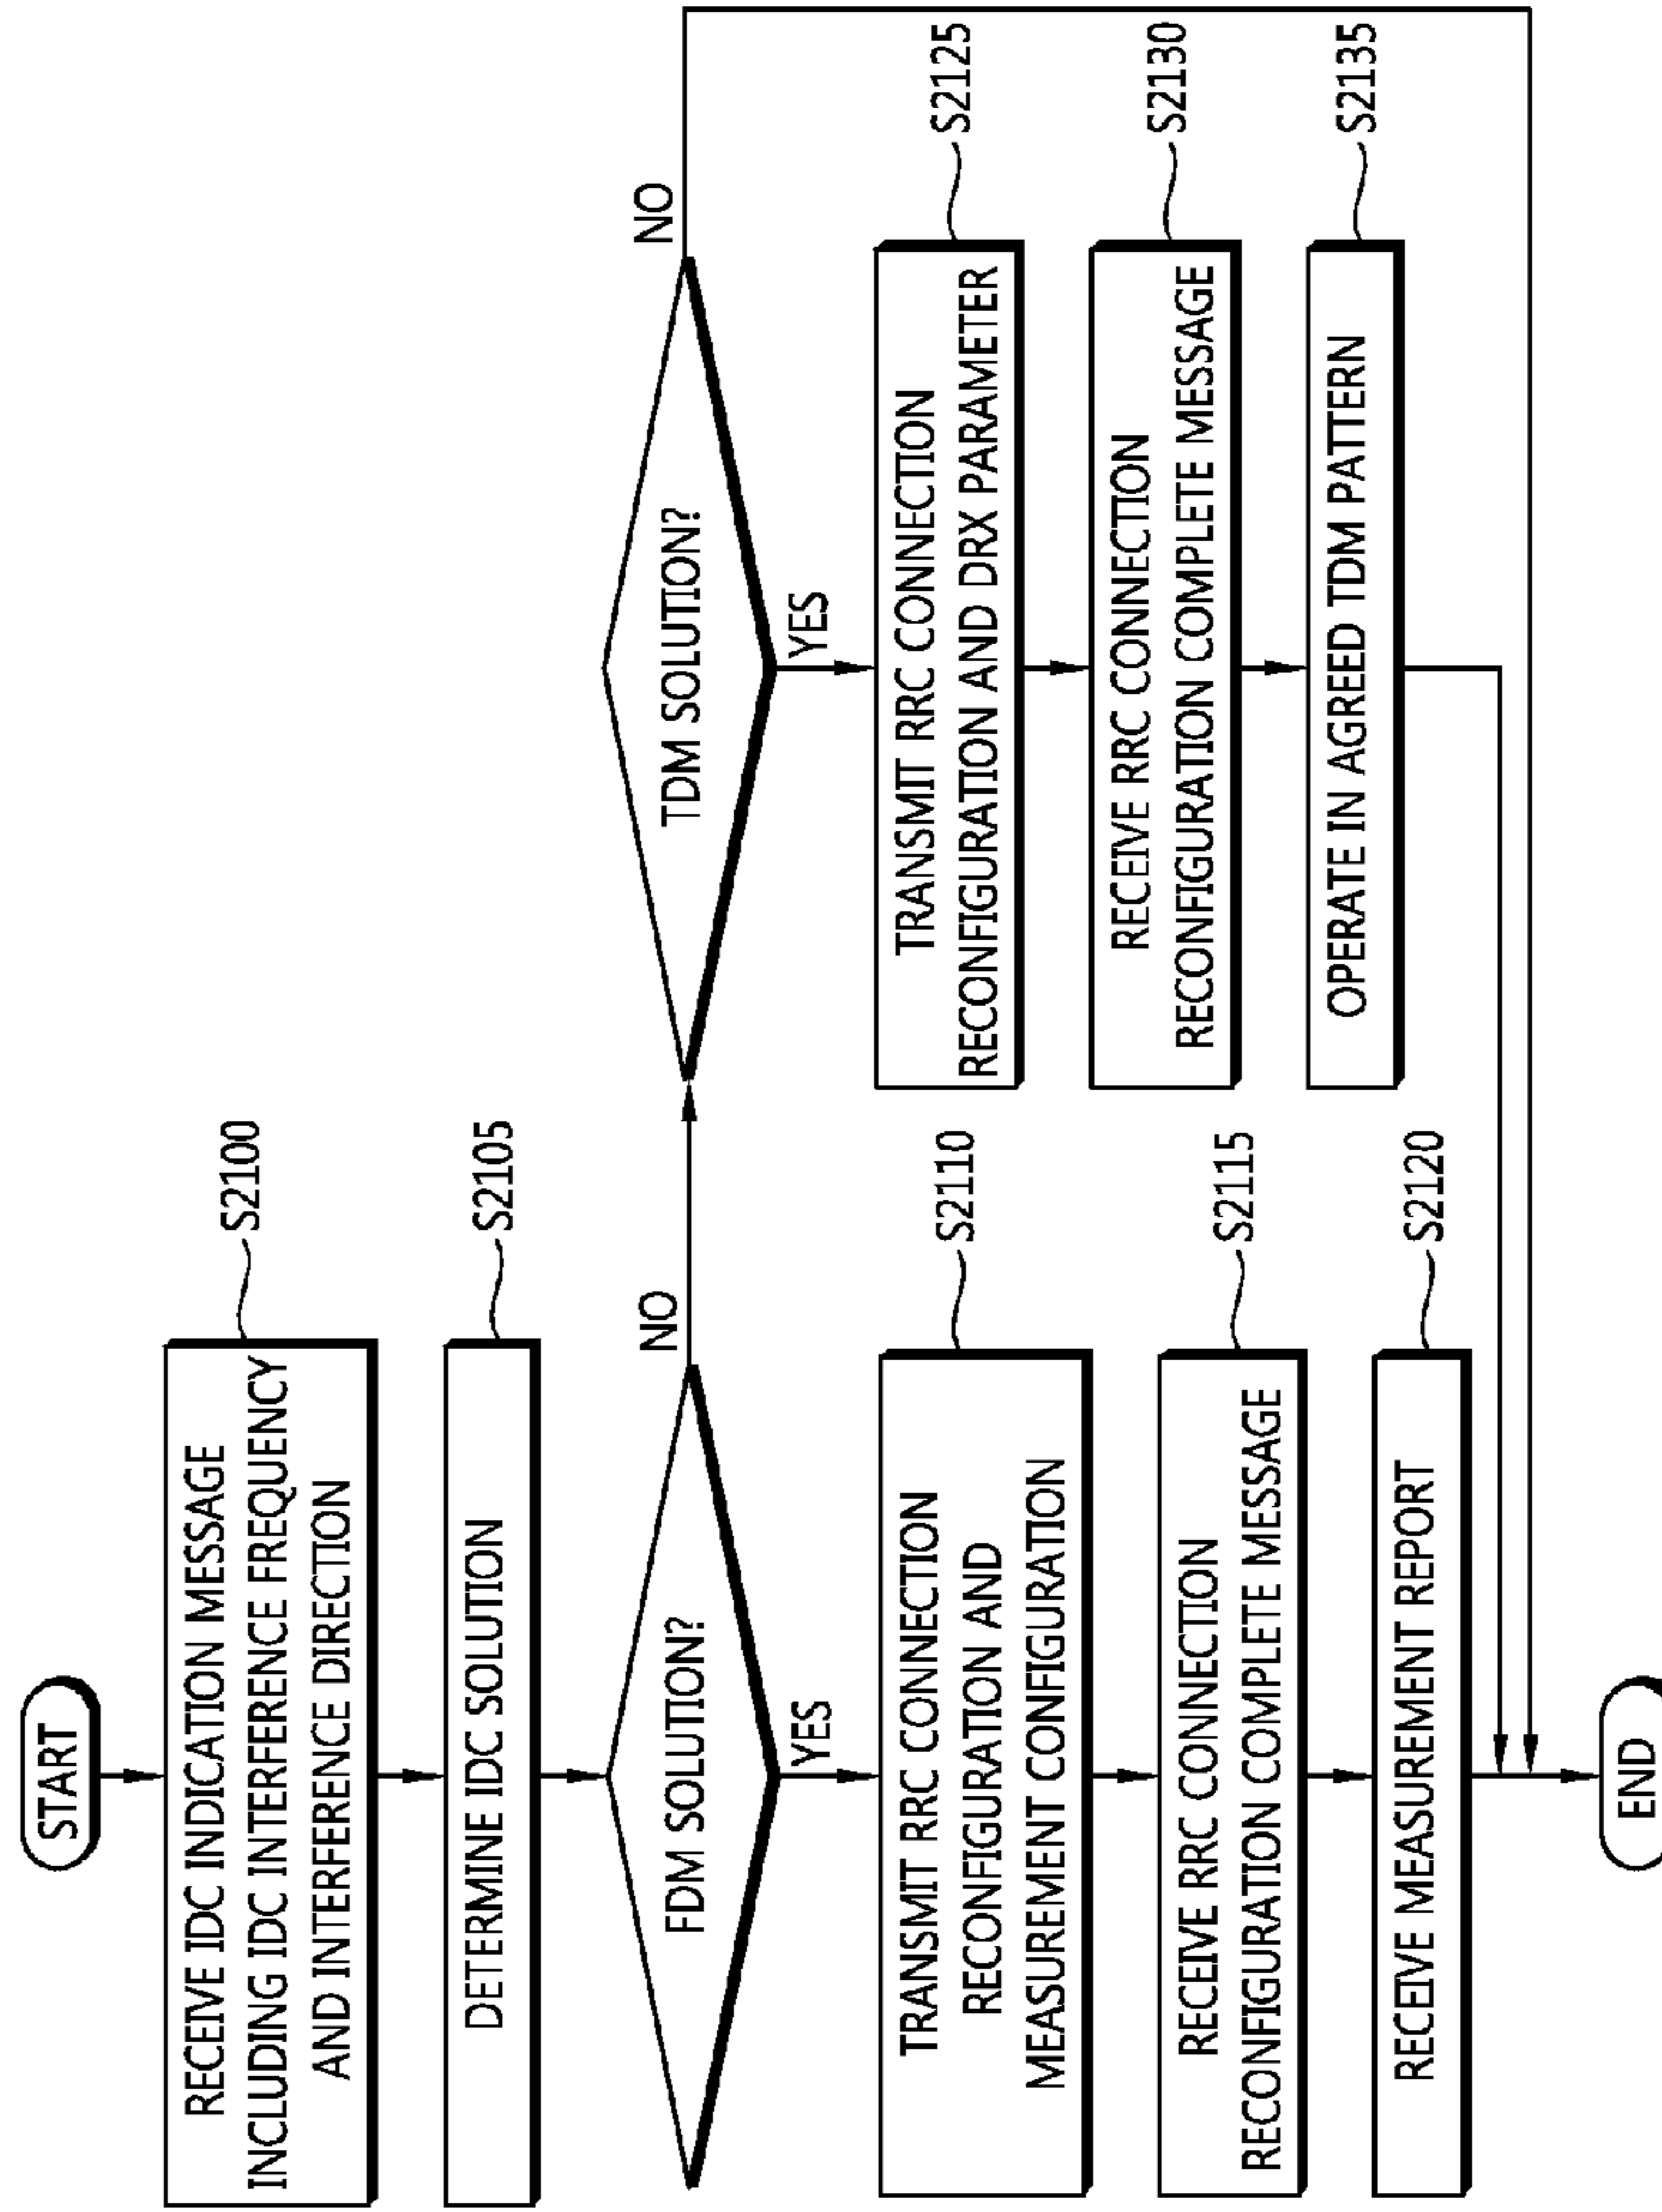 START
RECEIVE IDC INDICATION MESSAGE
INCLUDING IDC INTERFERENCE FREQUENCY
AND INTERFERENCE DIRECTION
S2100
DETERMINE IDC SOLUTION
S2105
FDM SOLUTION?
NO
YES
TRANSMIT RRC CONNECTION
RECONFIGURATION AND
MEASUREMENT CONFIGURATION
S2110
RECEIVE RRC CONNECTION
RECONFIGURATION COMPLETE MESSAGE
S2115
RECEIVE MEASUREMENT REPORT
S2120
TDM SOLUTION?
NO
YES
TRANSMIT RRC CONNECTION
RECONFIGURATION AND DRX PARAMETER
S2125
RECEIVE RRC CONNECTION
RECONFIGURATION COMPLETE MESSAGE
S2130
OPERATE IN AGREED TDM PATTERN
S2135
END